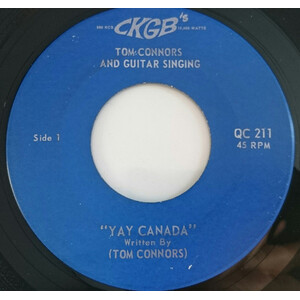 CKGB's
TOM CONNORS
AND GUITAR SINGING
Side 1
QC 211
45 RPM
"YAY CANADA"
Written By
(TOM CONNORS)